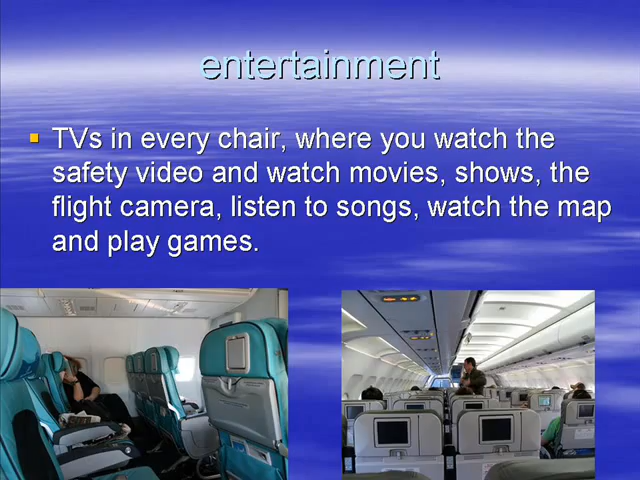 entertainment
TVs in every chair, where you watch the
safety video and watch movies, shows, the
flight camera, listen to songs, watch the map
and play games.